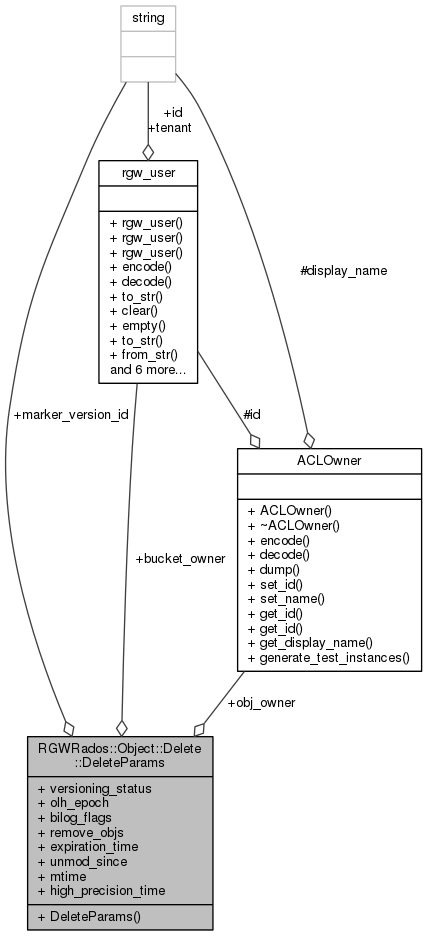 string
+id
+tenant
rgw_user
+ rgw_user()
+ rgw_user()
+ rgw_user()
+ encode()
+ decode()
+ to_str()
+ clear()
+ empty()
+ to_str()
+ from_str()
and 6 more...
#display_name
+marker_version_id
#id
ACLOwner
+ ACLOwner()
+ ~ACLOwner()
+ encode()
+ decode()
+ dump()
+ set_id()
+ set_name()
+ get_id()
+ get_id()
+ get_display_name()
+ generate_test_instances()
+bucket_owner
+obj_owner
RGWRados::Object::Delete
::DeleteParams
+ versioning_status
+ olh_epoch
+ bilog_flags
+ remove_objs
+ expiration_time
+ unmod_since
+ mtime
+ high_precision_time
+ DeleteParams()